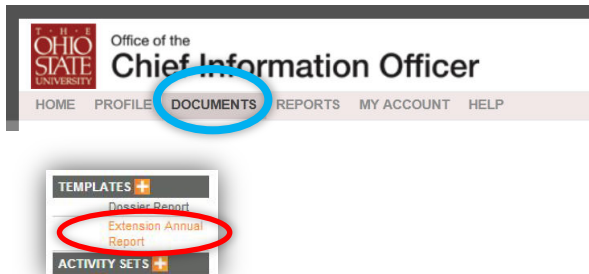 THE
OHIO
STATE
UNIVERSITY
Office of the
Chief Information Officer
HOME PROFILE DOCUMENTS REPORTS MY ACCOUNT HELP
TEMPLATES +
Dossier Report
Extension Annual
Report
ACTIVITY SETS +